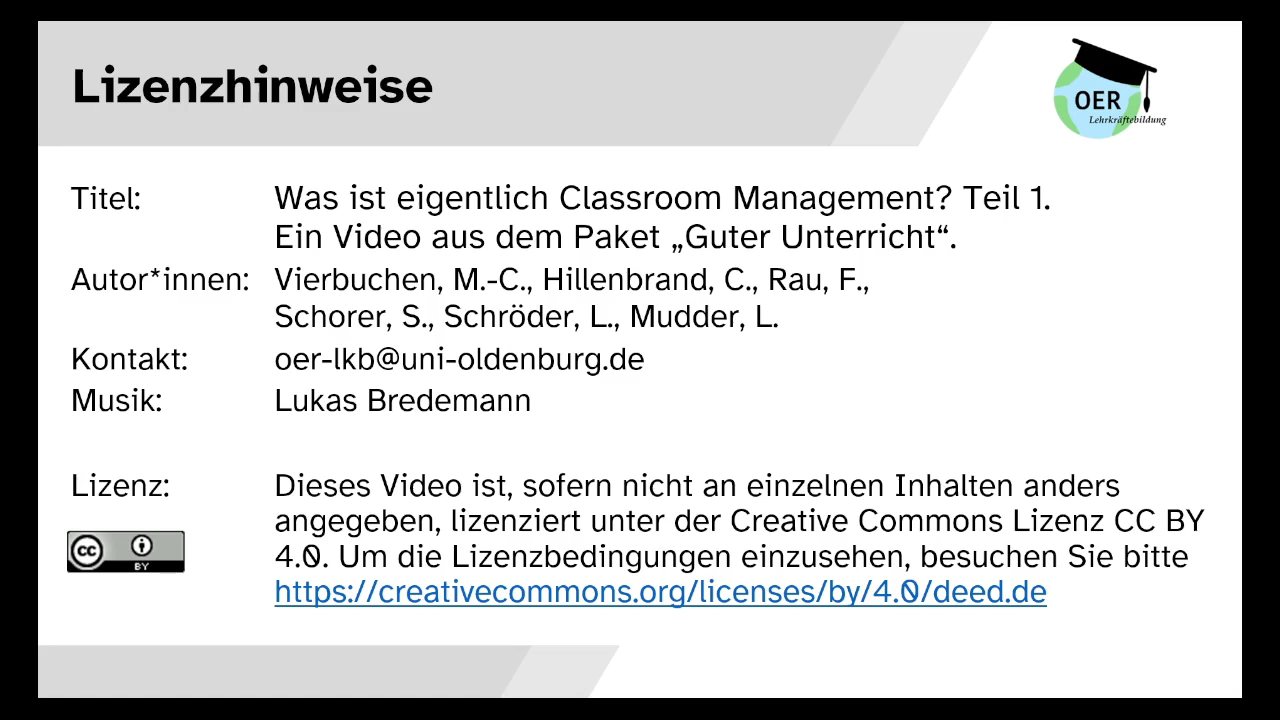 Lizenzhinweise
OER
Lehrkräftebildung
Titel: Was ist eigentlich Classroom Management? Teil 1.
Ein Video aus dem Paket „Guter Unterricht“.
Autor*innen: Vierbuchen, M.-C., Hillenbrand, C., Rau, F.,
Schorer, S., Schröder, L., Mudder, L.
Kontakt: oer-lkb@uni-oldenburg.de
Musik: Lukas Bredemann
Lizenz: Dieses Video ist, sofern nicht an einzelnen Inhalten anders
angegeben, lizenziert unter der Creative Commons Lizenz CC BY
4.0. Um die Lizenzbedingungen einzusehen, besuchen Sie bitte
https://creativecommons.org/licenses/by/4.0/deed.de
cc
BY